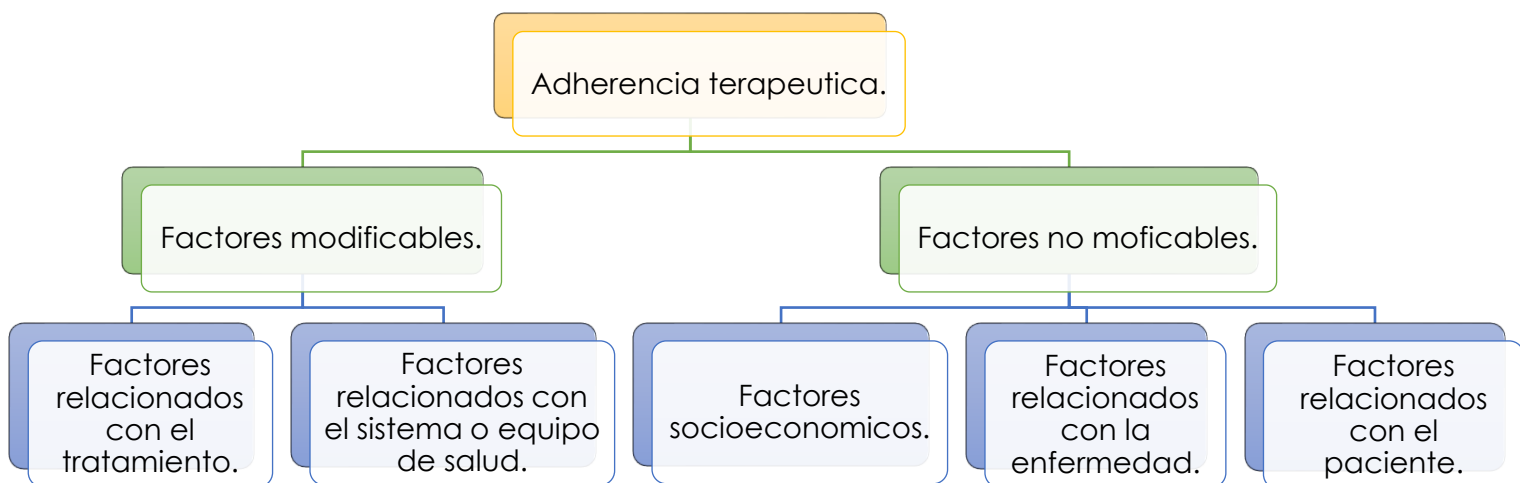 Adherencia terapeutica.
Factores modificables.
Factores no moficables.
Factores
relacionados
con el
tratamiento.
Factores
relacionados con
el sistema o equipo
de salud.
Factores
socioeconomicos.
Factores
relacionados
con la
enfermedad.
Factores
relacionados
con el
paciente.